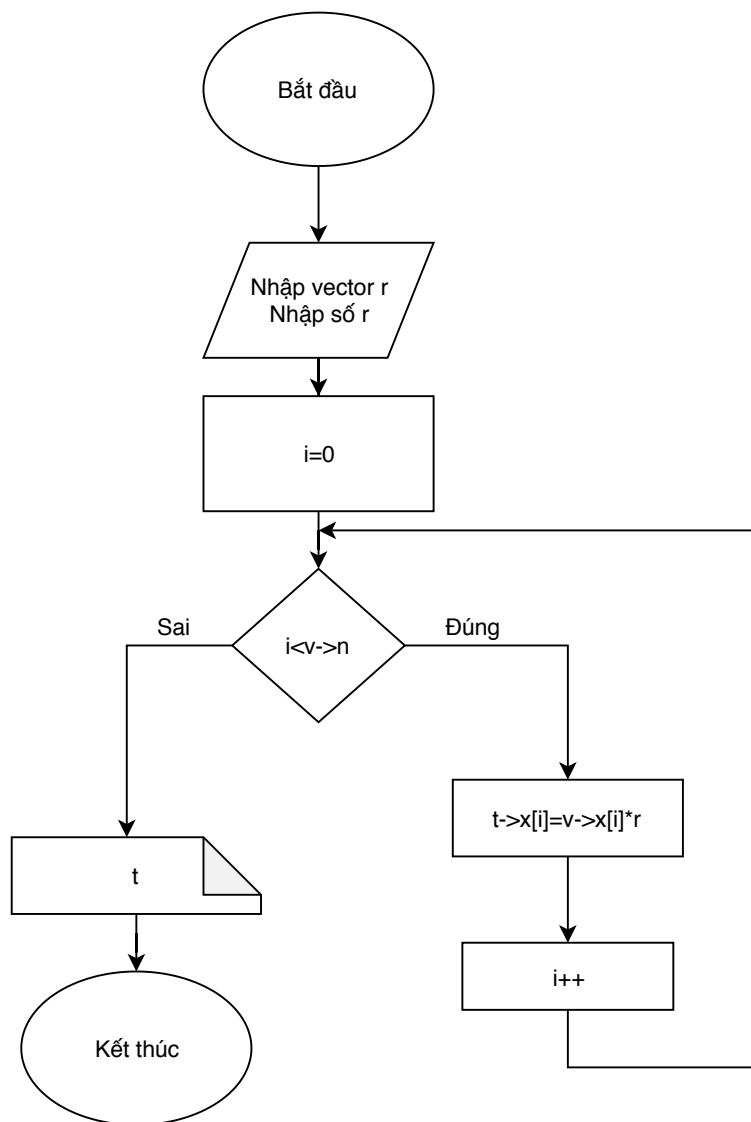 Bắt đầu
Nhập vector r
Nhập số r
i=0
Sai
i<v->n
Đúng
t->x[i]=v->x[i]*r
t
i++
Kết thúc